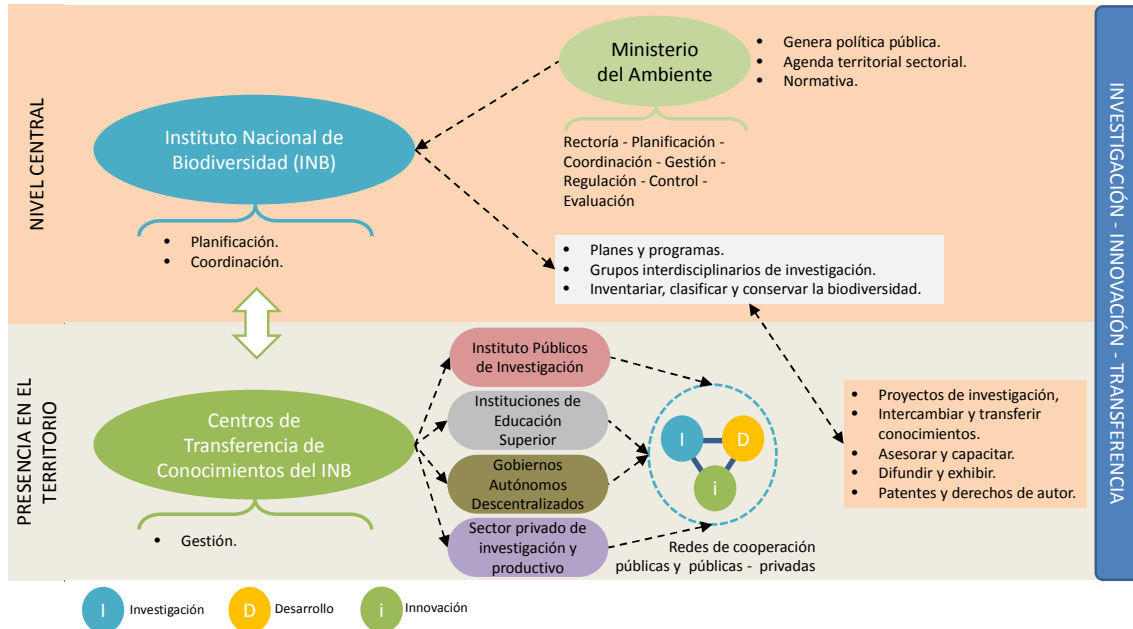 NIVEL CENTRAL
Ministerio
del Ambiente
• Genera política pública.
• Agenda territorial sectorial.
• Normativa.
Instituto Nacional de
Biodiversidad (INB)
Rectoría - Planificación -
Coordinación - Gestión -
Regulación - Control -
Evaluación
• Planificación.
• Coordinación.
• Planes y programas.
• Grupos interdisciplinarios de investigación.
• Inventariar, clasificar y conservar la biodiversidad.
PRESENCIA EN EL
TERRITORIO
Centros de
Transferencia de
Conocimientos del INB
• Gestión.
Instituto Públicos
de Investigación
Instituciones de
Educación
Superior
Gobiernos
Autónomos
Descentralizados
Sector privado de
investigación y
productivo
I
D
i
Redes de cooperación
públicas y públicas - privadas
• Proyectos de investigación,
• Intercambiar y transferir
conocimientos.
• Asesorar y capacitar.
• Difundir y exhibir.
• Patentes y derechos de autor.
INVESTIGACIÓN - INNOVACIÓN - TRANSFERENCIA
I Investigación
D Desarrollo
i Innovación